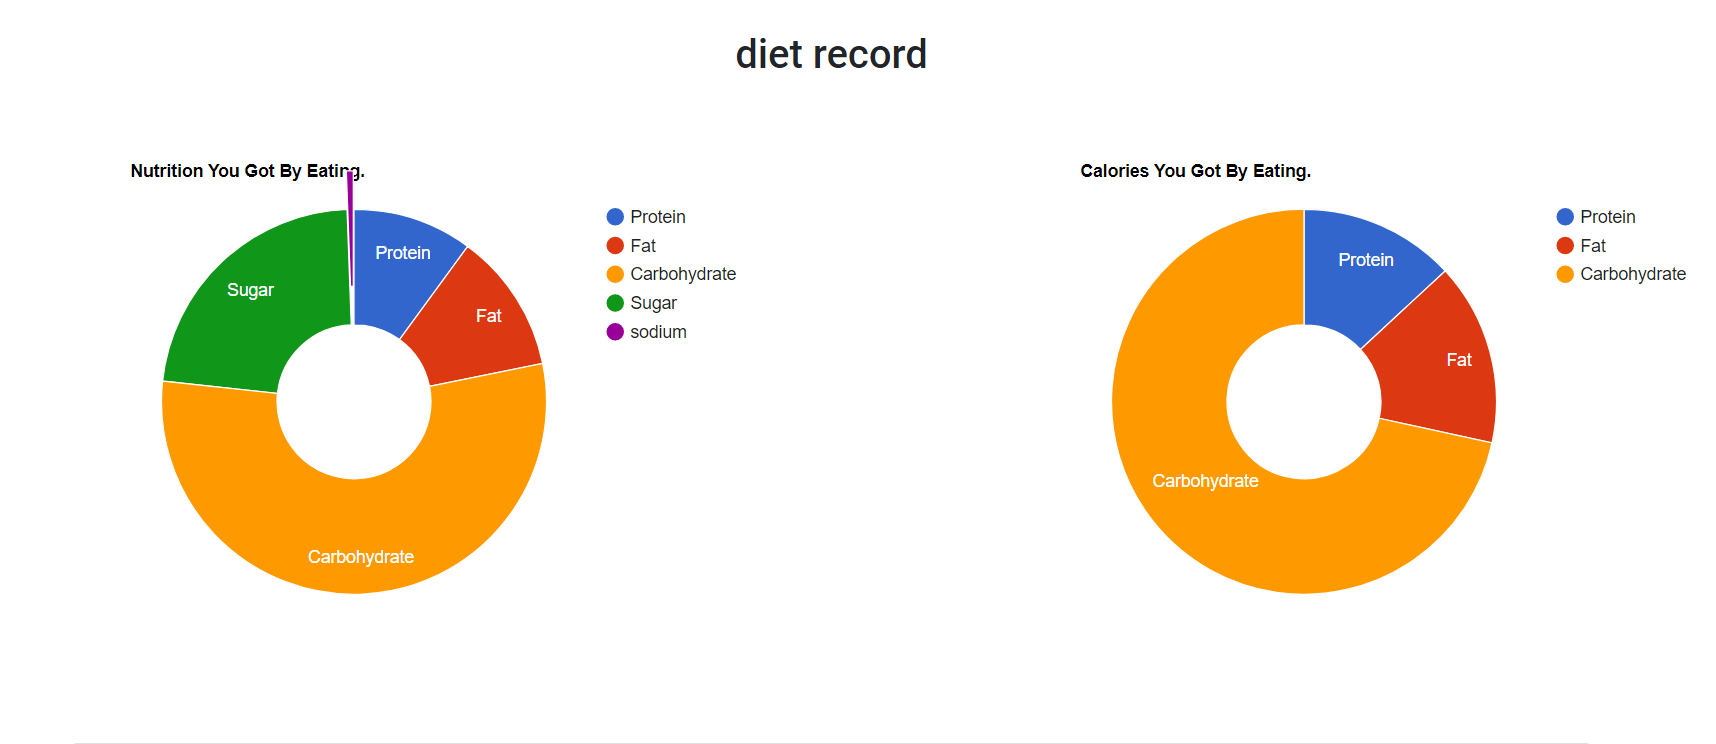 diet record
Nutrition You Got By Eating.
Protein
Fat
Carbohydrate
Sugar
sodium
Protein
Sugar
Fat
Carbohydrate
Calories You Got By Eating.
Protein
Fat
Carbohydrate
Protein
Fat
Carbohydrate